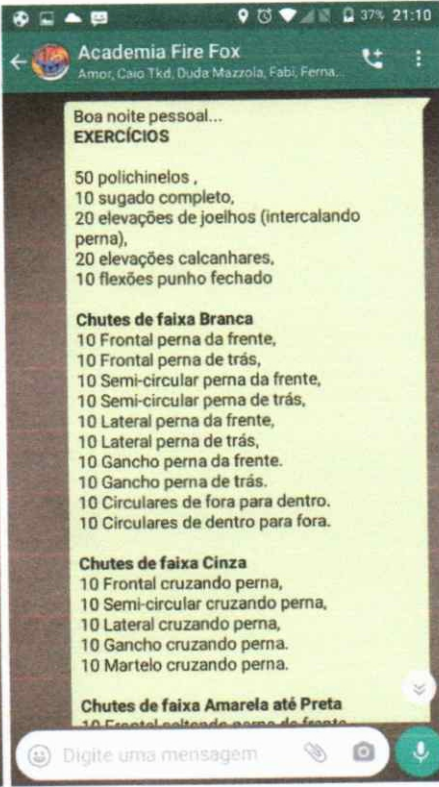 37% 21:10
Academia Fire Fox
Amor, Caio Tkd, Duda Mazzola, Fabi, Ferna...
Boa noite pessoal...
EXERCÍCIOS
50 polichinelos ,
10 sugado completo,
20 elevações de joelhos (intercalando
perna),
20 elevações calcanhares,
10 flexões punho fechado
Chutes de faixa Branca
10 Frontal perna da frente,
10 Frontal perna de trás,
10 Semi-circular perna da frente,
10 Semi-circular perna de trás,
10 Lateral perna da frente,
10 Lateral perna de trás,
10 Gancho perna da frente.
10 Gancho perna de trás.
10 Circulares de fora para dentro.
10 Circulares de dentro para fora.
Chutes de faixa Cinza
10 Frontal cruzando perna,
10 Semi-circular cruzando perna,
10 Lateral cruzando perna,
10 Gancho cruzando perna.
10 Martelo cruzando perna.
Chutes de faixa Amarela até Preta
10 Frontal saltando perna da frente
Digite uma mensagem